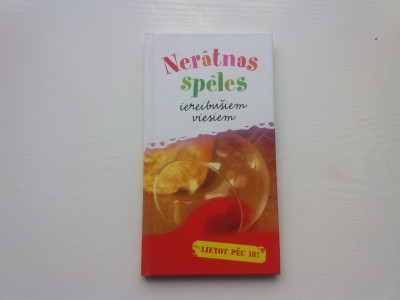 Nerātnas
spēles
iereibušiem
viesiem
LIETOT PĒC 18!